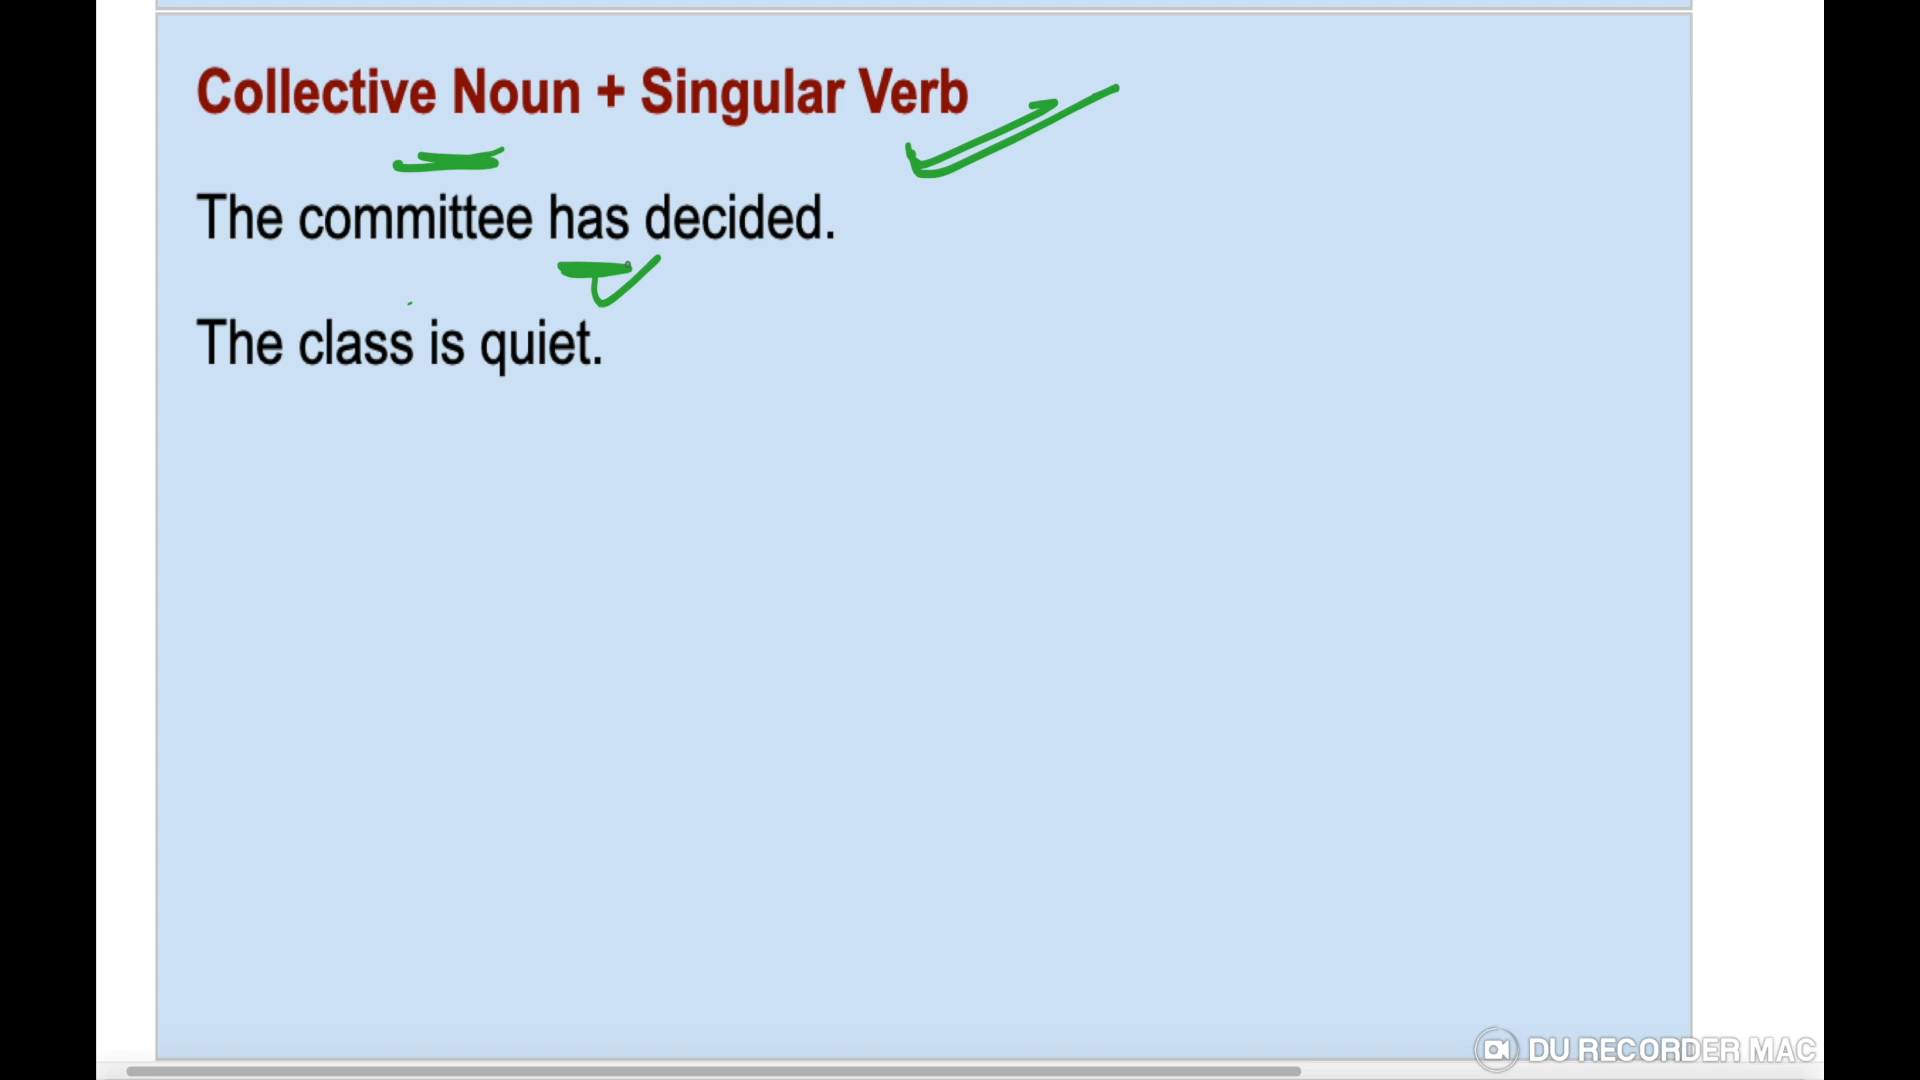 Collective Noun + Singular Verb
The committee has decided.
The class is quiet.
DU RECORDER MAC